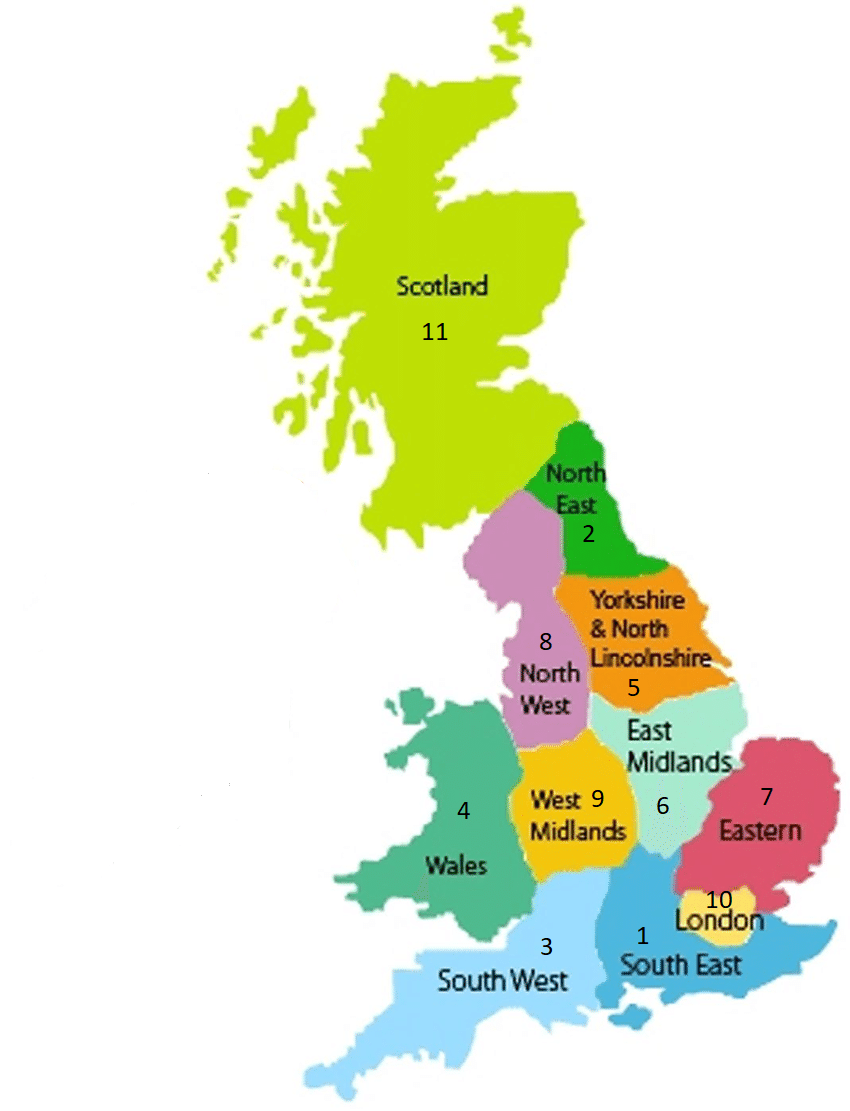 Scotland
11
North
East
2
Yorkshire
& North
Lincolnshire
5
8
North
West
East
Midlands
6
7
Eastern
West 9
Midlands
4
Wales
10
London
1
South East
3
South West